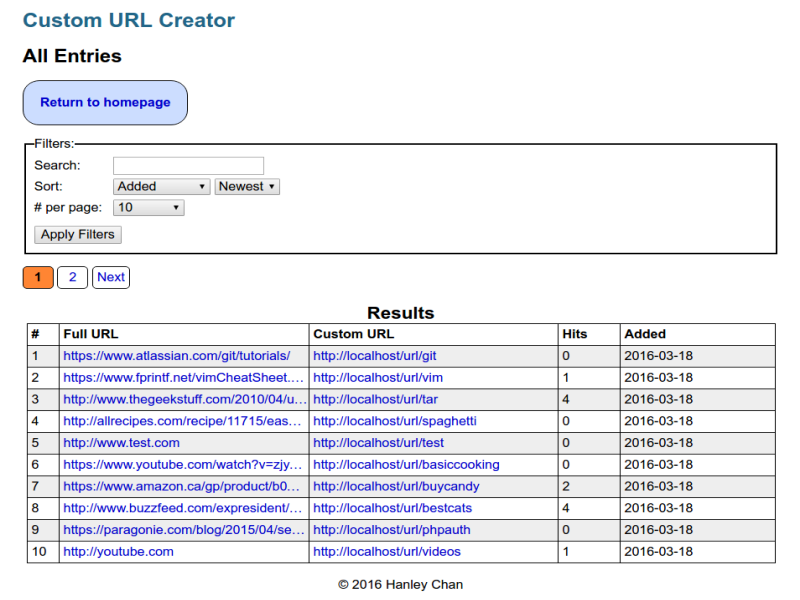 Custom URL Creator
All Entries
Return to homepage
Filters:
Search:
Sort: Added Newest
# per page: 10
Apply Filters
1 2 Next
Results
# Full URL Custom URL Hits Added
1 https://www.atlassian.com/git/tutorials/ http://localhost/url/git 0 2016-03-18
2 https://www.fprintf.net/vimCheatSheet.... http://localhost/url/vim 1 2016-03-18
3 http://www.thegeekstuff.com/2010/04/u... http://localhost/url/tar 4 2016-03-18
4 http://allrecipes.com/recipe/11715/eas... http://localhost/url/spaghetti 0 2016-03-18
5 http://www.test.com http://localhost/url/test 0 2016-03-18
6 https://www.youtube.com/watch?v=zjy... http://localhost/url/basiccooking 0 2016-03-18
7 https://www.amazon.ca/gp/product/b0... http://localhost/url/buycandy 2 2016-03-18
8 http://www.buzzfeed.com/expresident/... http://localhost/url/bestcats 4 2016-03-18
9 https://paragonie.com/blog/2015/04/se... http://localhost/url/phpauth 0 2016-03-18
10 http://youtube.com http://localhost/url/videos 1 2016-03-18
© 2016 Hanley Chan